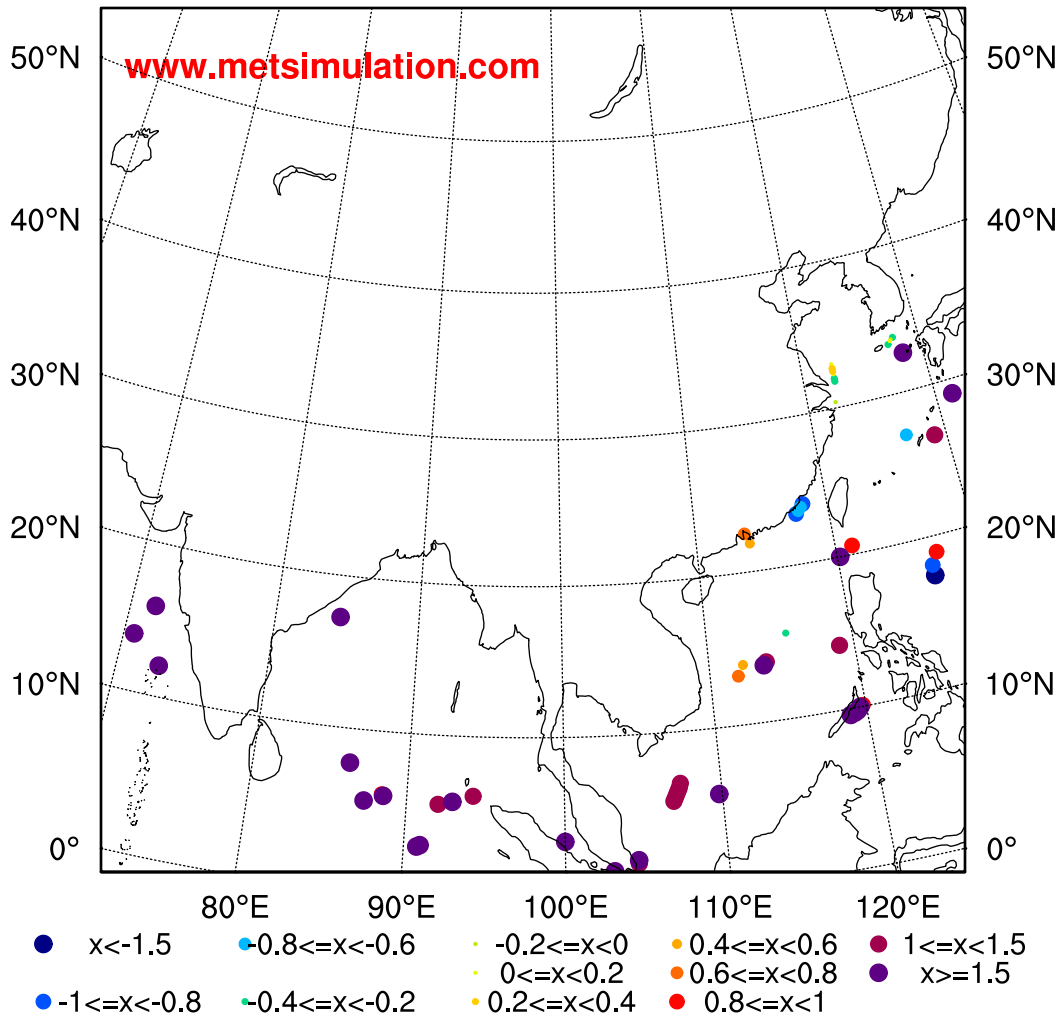 www.metsimulation.com
50°N 50°N
40°N 40°N
30°N 30°N
20°N 20°N
10°N 10°N
0° 0°
80°E 90°E 100°E 110°E 120°E
x<-1.5 -0.8<=x<-0.6 -0.2<=x<0 0.4<=x<0.6 1<=x<1.5
0<=x<0.2 0.6<=x<0.8 x>=1.5
-1<=x<-0.8 -0.4<=x<-0.2 0.2<=x<0.4 0.8<=x<1